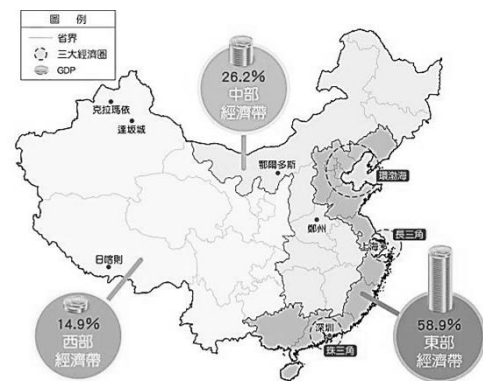 圖 例
省界
三大經濟圈
GDP
26.2%
中部
經濟帶
克拉瑪依
達坂城
鄂爾多斯
環渤海
鄭州
長三角
上海
日喀則
14.9%
西部
經濟帶
深圳
珠三角
58.9%
東部
經濟帶